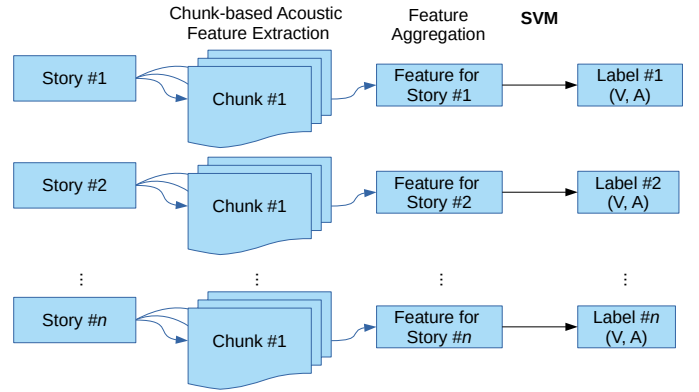 Chunk-based Acoustic
Feature Extraction
Feature
Aggregation
SVM
Story #1
Chunk #1
Feature for
Story #1
Label #1
(V, A)
Story #2
Chunk #1
Feature for
Story #2
Label #2
(V, A)
⋮
⋮
⋮
⋮
Story #n
Chunk #1
Feature for
Story #n
Label #n
(V, A)